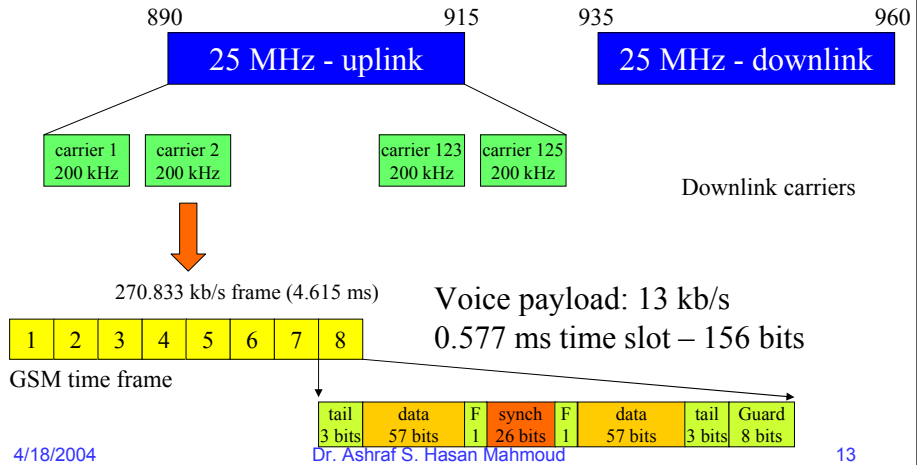 890 915 935 960
25 MHz - uplink 25 MHz - downlink
carrier 1 carrier 2 carrier 123 carrier 125
200 kHz 200 kHz 200 kHz 200 kHz
Downlink carriers
270.833 kb/s frame (4.615 ms)
Voice payload: 13 kb/s
0.577 ms time slot – 156 bits
1 2 3 4 5 6 7 8
GSM time frame
tail data F synch F data tail Guard
3 bits 57 bits 1 26 bits 1 57 bits 3 bits 8 bits
4/18/2004 Dr. Ashraf S. Hasan Mahmoud 13